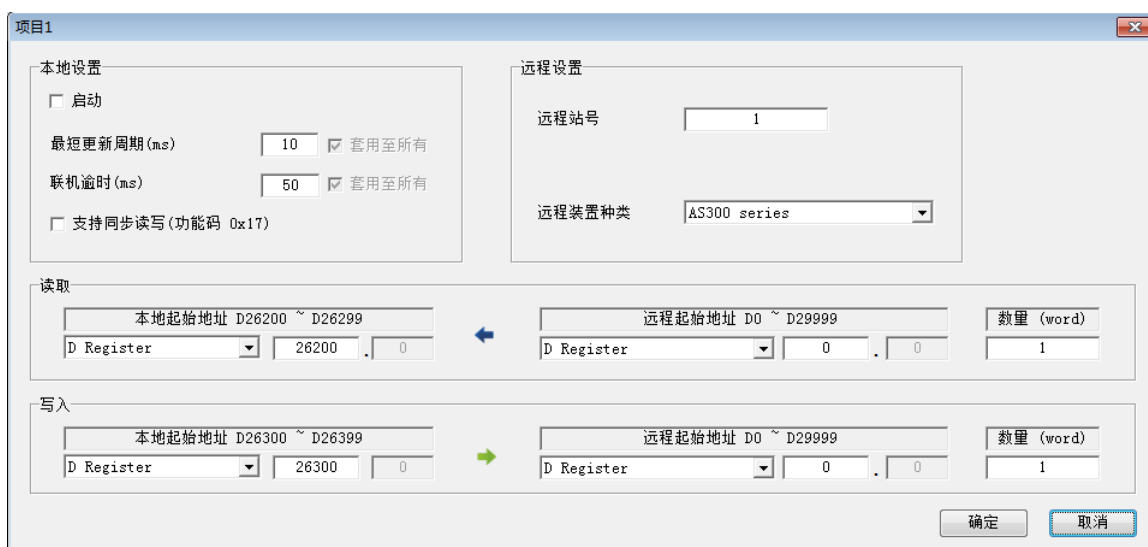 项目1
本地设置
启动
最短更新周期(ms) 10 套用至所有
联机逾时(ms) 50 套用至所有
支持同步读写(功能码 0x17)
远程设置
远程站号 1
远程装置种类 AS300 series
读取
本地起始地址 D26200 ~ D26299 远程起始地址 D0 ~ D29999 数量 (word)
D Register 26200 . 0 D Register 0 . 0 1
写入
本地起始地址 D26300 ~ D26399 远程起始地址 D0 ~ D29999 数量 (word)
D Register 26300 0 D Register 0 . 0 1
确定 取消